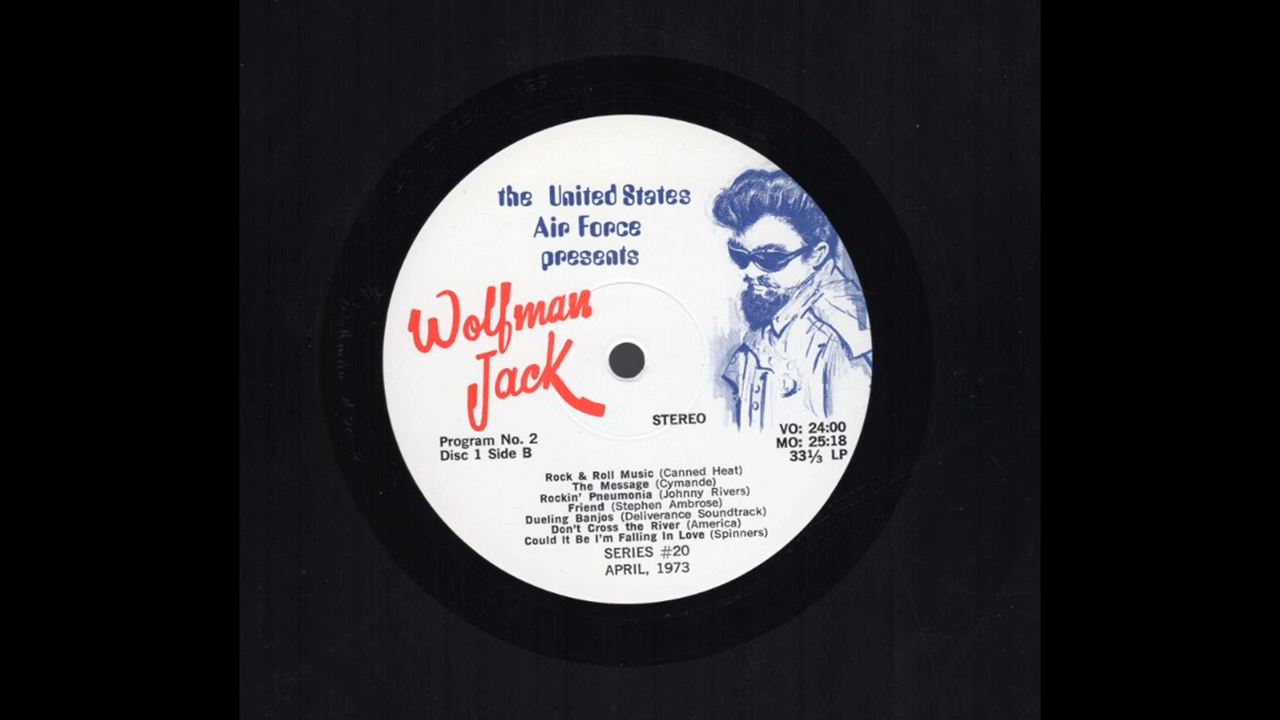 the United States
Air Force
presents
Wolfman
Jack
STEREO
Program No. 2
Disc 1 Side B
VO: 24:00
MO: 25:18
33⅓ LP
Rock & Roll Music (Canned Heat)
The Message (Cymande)
Rockin' Pneumonia (Johnny Rivers)
Friend (Stephen Ambrose)
Dueling Banjos (Deliverance Soundtrack)
Don't Cross the River (America)
Could It Be I'm Falling In Love (Spinners)
SERIES #20
APRIL, 1973